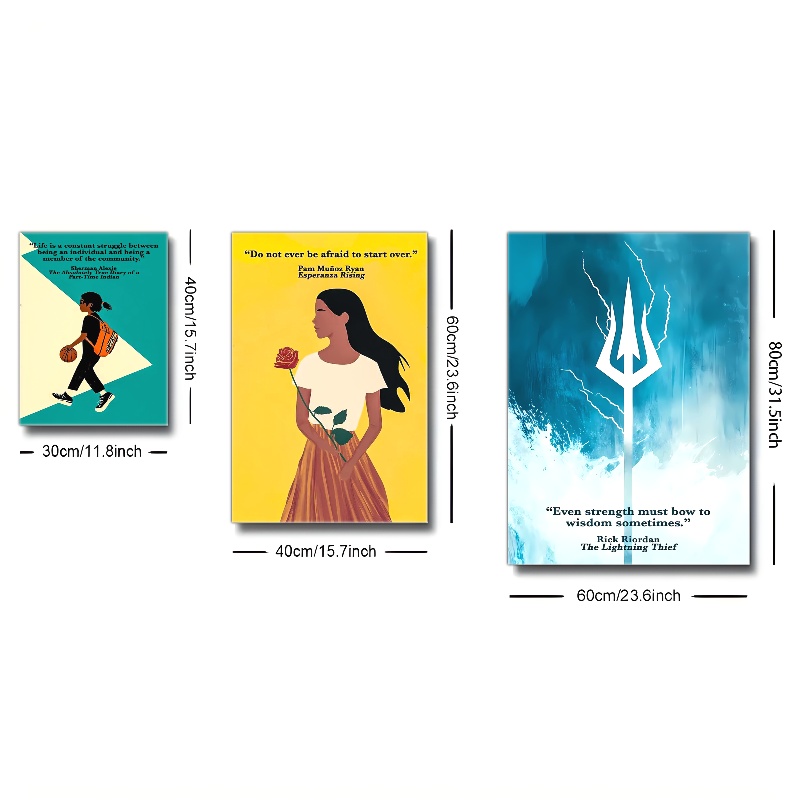 “Life is a constant struggle between
being an individual and being a
member of the community.”
Sherman Alexie
The Absolutely True Diary of a
Part-Time Indian
40cm/15.7inch
30cm/11.8inch
“Do not ever be afraid to start over.”
Pam Muñoz Ryan
Esperanza Rising
60cm/23.6inch
40cm/15.7inch
“Even strength must bow to
wisdom sometimes.”
Rick Riordan
The Lightning Thief
80cm/31.5inch
60cm/23.6inch